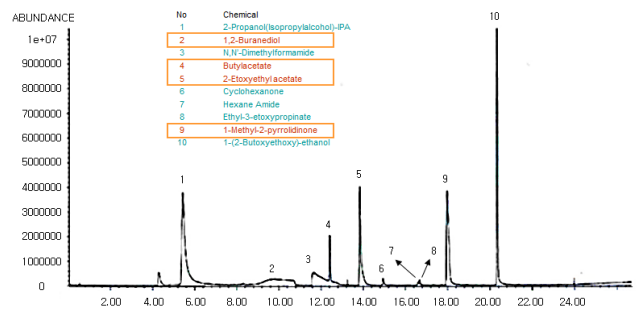 ABUNDANCE
No Chemical
1 2-Propanol(Isopropylalcohol)-IPA
2 1,2-Buranediol
3 N,N'-Dimethylformamide
4 Butylacetate
5 2-Etoxyethyl acetate
6 Cyclohexanone
7 Hexane Amide
8 Ethyl-3-etoxypropinate
9 1-Methyl-2-pyrrolidinone
10 1-(2-Butoxyethoxy)-ethanol
1e+07
9000000
8000000
7000000
6000000
5000000
4000000
3000000
2000000
1000000
0
1
2
3
4
5
6
7
8
9
10
2.00 4.00 6.00 8.00 10.00 12.00 14.00 16.00 18.00 20.00 22.00 24.00